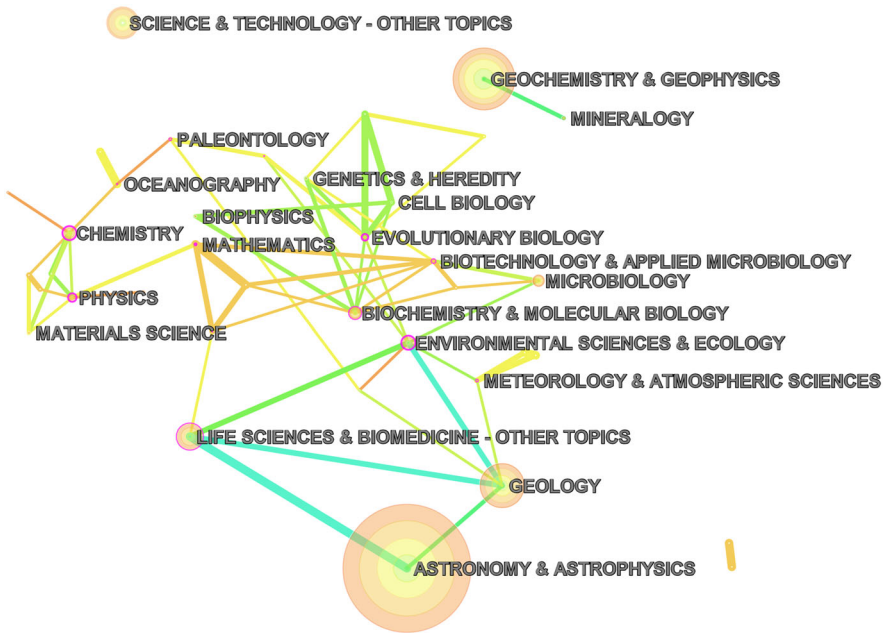 SCIENCE & TECHNOLOGY - OTHER TOPICS
GEOCHEMISTRY & GEOPHYSICS
MINERALOGY
PALEONTOLOGY
OCEANOGRAPHY
GENETICS & HEREDITY
CELL BIOLOGY
BIOPHYSICS
CHEMISTRY
MATHEMATICS
EVOLUTIONARY BIOLOGY
BIOTECHNOLOGY & APPLIED MICROBIOLOGY
MICROBIOLOGY
PHYSICS
BIOCHEMISTRY & MOLECULAR BIOLOGY
MATERIALS SCIENCE
ENVIRONMENTAL SCIENCES & ECOLOGY
METEOROLOGY & ATMOSPHERIC SCIENCES
LIFE SCIENCES & BIOMEDICINE - OTHER TOPICS
GEOLOGY
ASTRONOMY & ASTROPHYSICS